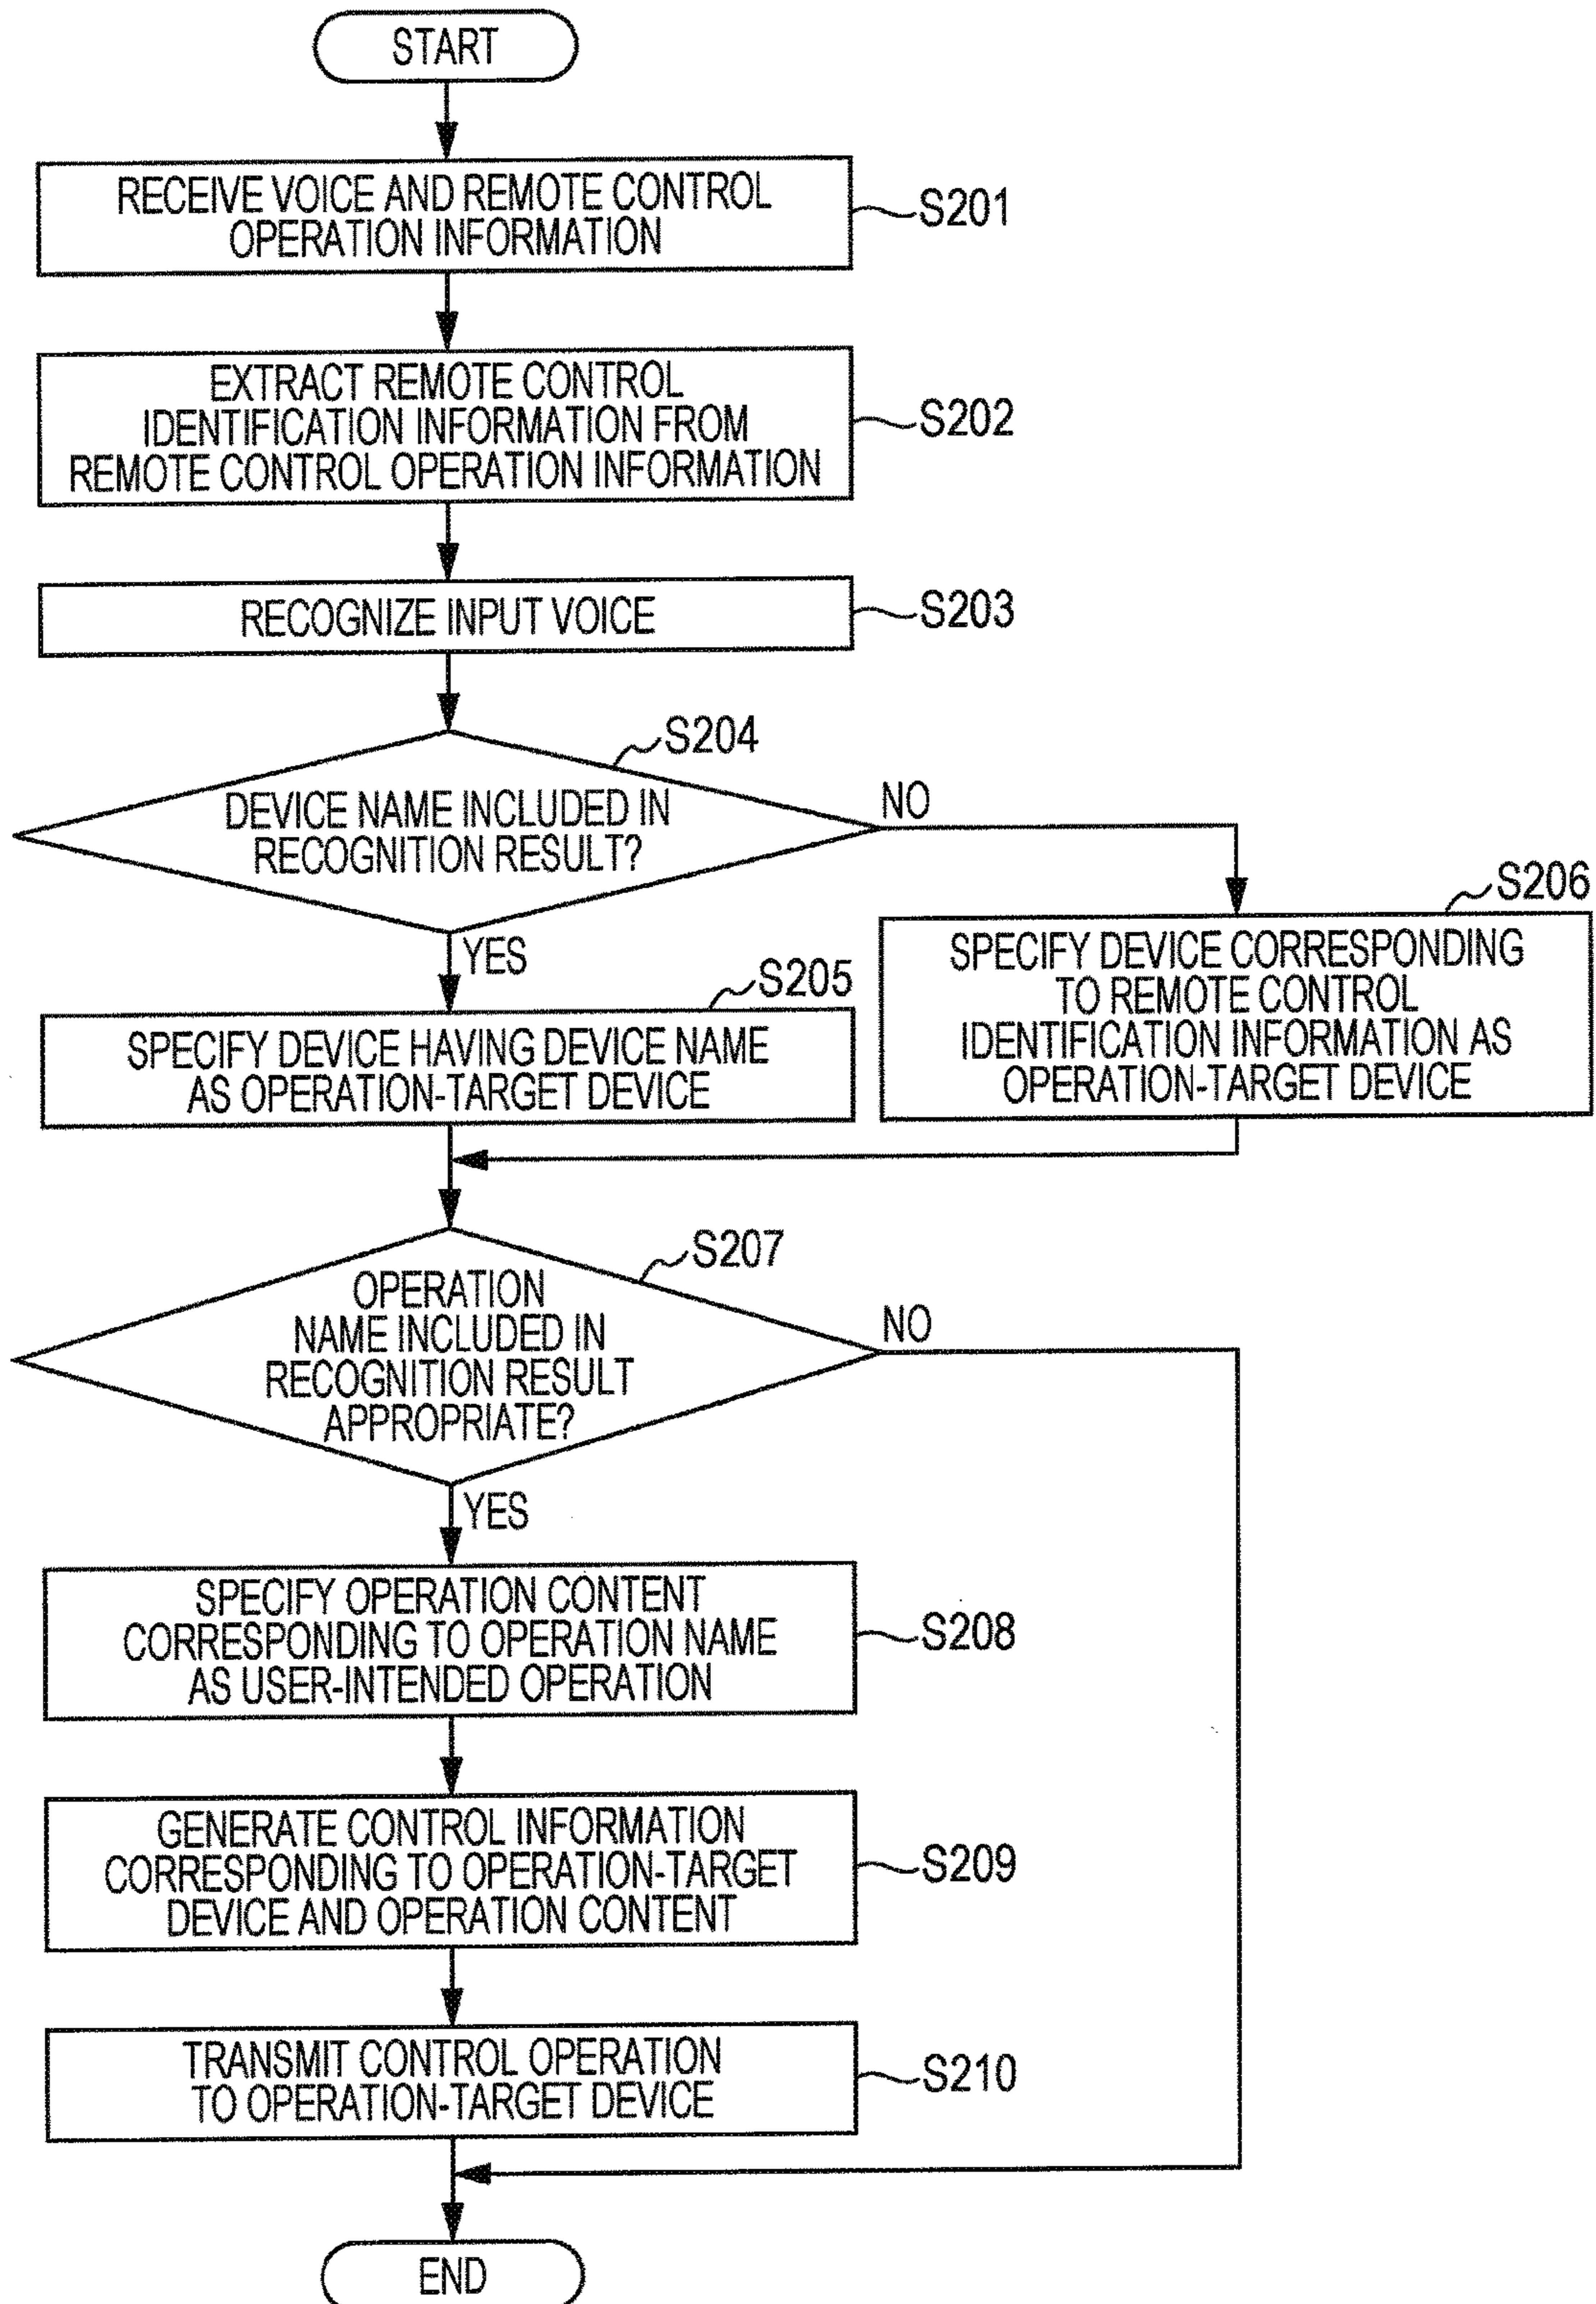 START
RECEIVE VOICE AND REMOTE CONTROL
OPERATION INFORMATION
S201
EXTRACT REMOTE CONTROL
IDENTIFICATION INFORMATION FROM
REMOTE CONTROL OPERATION INFORMATION
S202
RECOGNIZE INPUT VOICE
S203
S204
DEVICE NAME INCLUDED IN
RECOGNITION RESULT?
NO
YES
S205
SPECIFY DEVICE HAVING DEVICE NAME
AS OPERATION-TARGET DEVICE
S206
SPECIFY DEVICE CORRESPONDING
TO REMOTE CONTROL
IDENTIFICATION INFORMATION AS
OPERATION-TARGET DEVICE
S207
OPERATION
NAME INCLUDED IN
RECOGNITION RESULT
APPROPRIATE?
NO
YES
SPECIFY OPERATION CONTENT
CORRESPONDING TO OPERATION NAME
AS USER-INTENDED OPERATION
S208
GENERATE CONTROL INFORMATION
CORRESPONDING TO OPERATION-TARGET
DEVICE AND OPERATION CONTENT
S209
TRANSMIT CONTROL OPERATION
TO OPERATION-TARGET DEVICE
S210
END